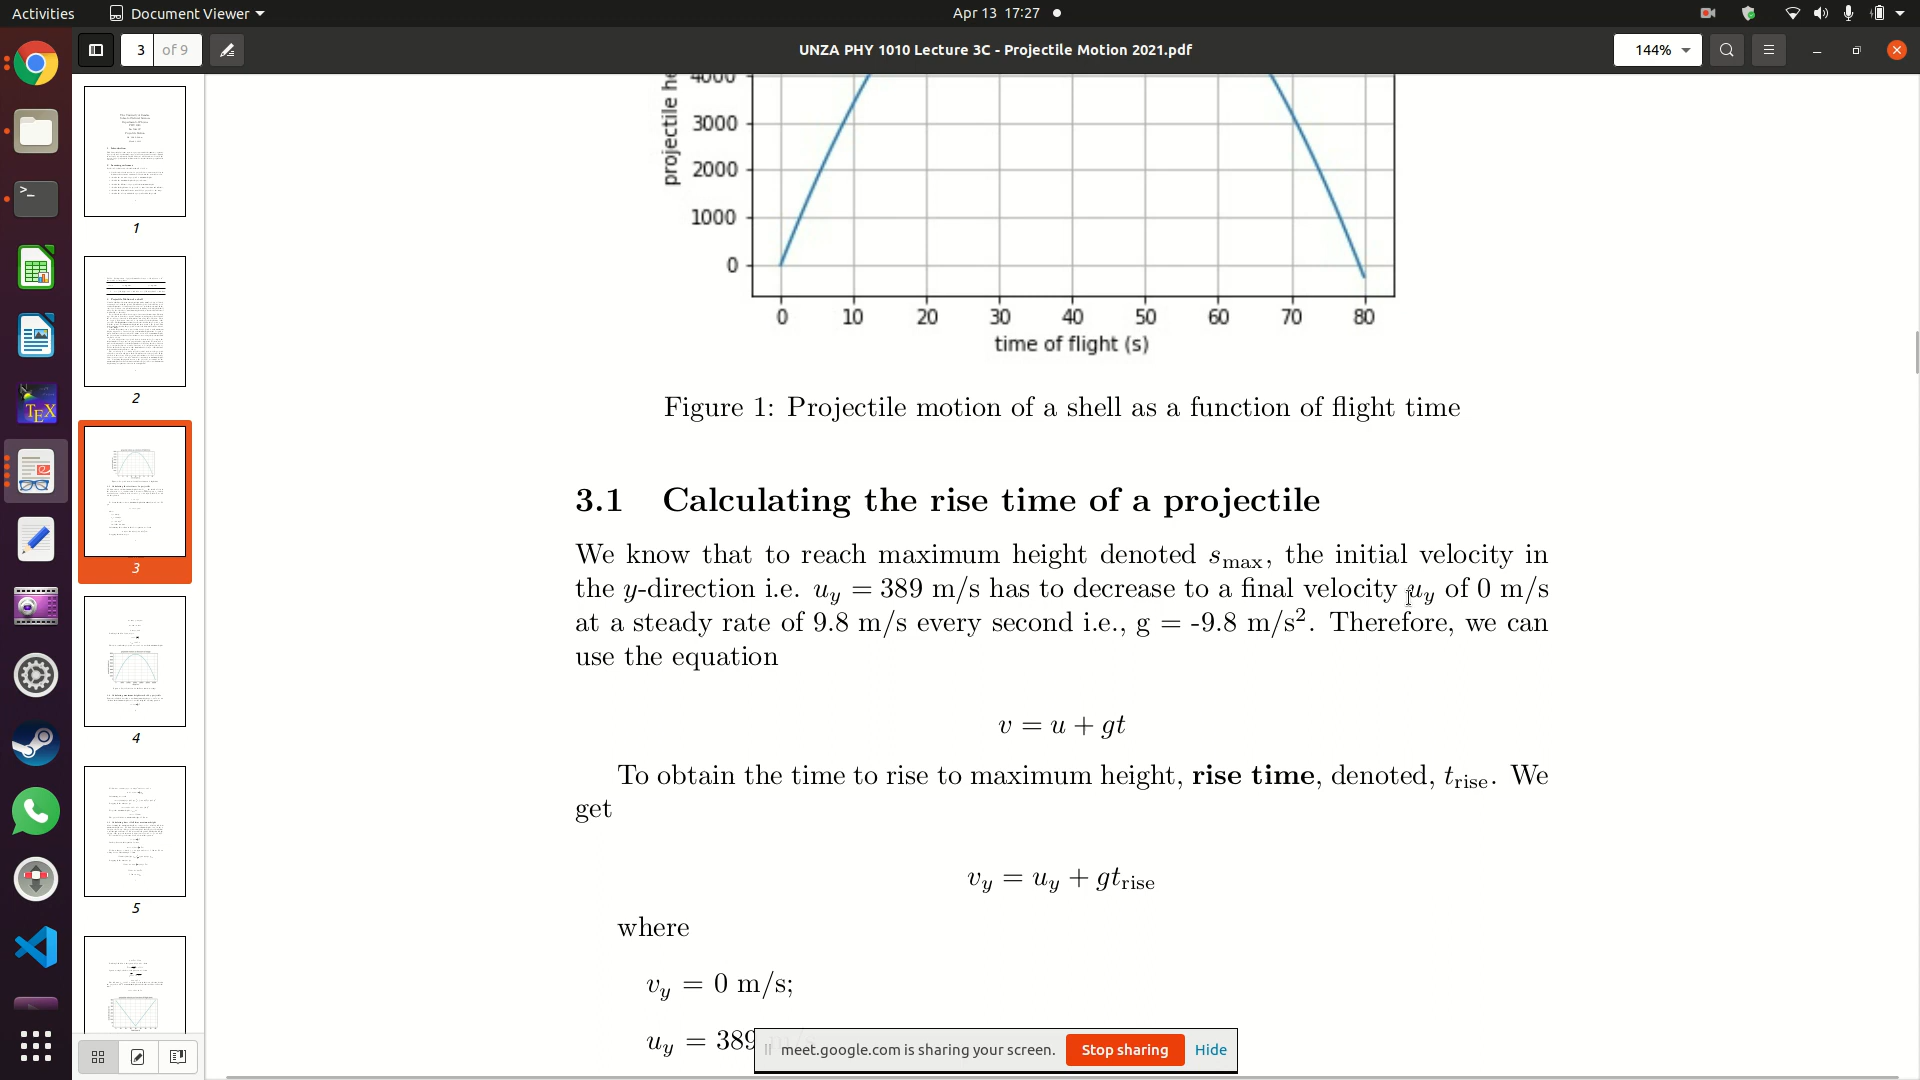 Activities Document Viewer Apr 13 17:27
3 of 9 UNZA PHY 1010 Lecture 3C - Projectile Motion 2021.pdf 144%
projectile he
4000
3000
2000
1000
0
0 10 20 30 40 50 60 70 80
time of flight (s)
Figure 1: Projectile motion of a shell as a function of flight time
3.1 Calculating the rise time of a projectile
We know that to reach maximum height denoted s_max, the initial velocity in
the y-direction i.e. u_y = 389 m/s has to decrease to a final velocity u_y of 0 m/s
at a steady rate of 9.8 m/s every second i.e., g = -9.8 m/s². Therefore, we can
use the equation
v = u + gt
To obtain the time to rise to maximum height, rise time, denoted, t_rise. We
get
v_y = u_y + gt_rise
where
v_y = 0 m/s;
u_y = 389
meet.google.com is sharing your screen. Stop sharing Hide
1
2
3
4
5